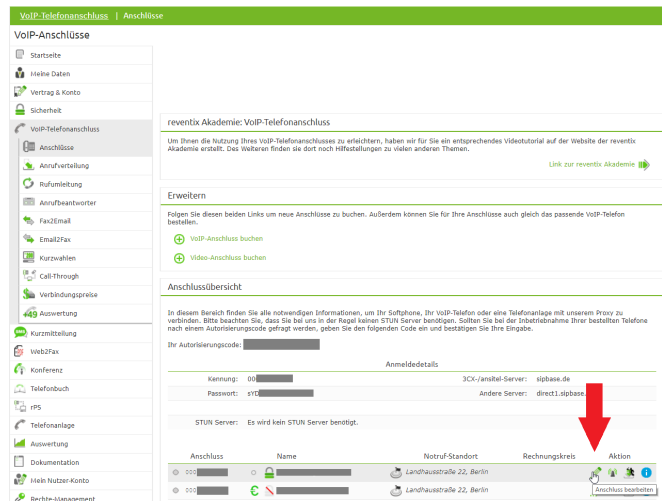 VoIP-Telefonanschluss | Anschlüsse
VoIP-Anschlüsse
Startseite
Meine Daten
Vertrag & Konto
Sicherheit
VoIP-Telefonanschluss
Anschlüsse
Anrufverteilung
Rufumleitung
Anrufbeantworter
Fax2Email
Email2Fax
Kurzwahlen
Call-Through
Verbindungspreise
+49 Auswertung
SMS Kurzmitteilung
Web2Fax
Konferenz
Telefonbuch
rPS
Telefonanlage
Auswertung
Dokumentation
Mein Nutzer-Konto
Rechte-Management
reventix Akademie: VoIP-Telefonanschluss
Um Ihnen die Nutzung Ihres VoIP-Telefonanschlusses zu erleichtern, haben wir für Sie ein entsprechendes Videotutorial auf der Website der reventix
Akademie erstellt. Des Weiteren finden sie dort noch Hilfestellungen zu vielen anderen Themen.
Link zur reventix Akademie
Erweitern
Folgen Sie diesen beiden Links um neue Anschlüsse zu buchen. Außerdem können Sie für Ihre Anschlüsse auch gleich das passende VoIP-Telefon
bestellen.
VoIP-Anschluss buchen
Video-Anschluss buchen
Anschlussübersicht
In diesem Bereich finden Sie alle notwendigen Informationen, um Ihr Softphone, Ihr VoIP-Telefon oder eine Telefonanlage mit unserem Proxy zu
verbinden. Bitte beachten Sie, dass Sie bei uns in der Regel keinen STUN Server benötigen. Sollten Sie bei der Inbetriebnahme Ihrer bestellten Telefone
nach einem Autorisierungscode gefragt werden, geben Sie den folgenden Code ein und bestätigen Sie Ihre Eingabe.
Ihr Autorisierungscode:
Anmeldedetails
Kennung: 00 3CX-/ansitel-Server: sipbase.de
Passwort: sYD Andere Server: direct1.sipbase.
STUN Server: Es wird kein STUN Server benötigt.
Anschluss Name Notruf-Standort Rechnungskreis Aktion
Landhausstraße 22, Berlin
Landhausstraße 22, Berlin
Anschluss bearbeiten